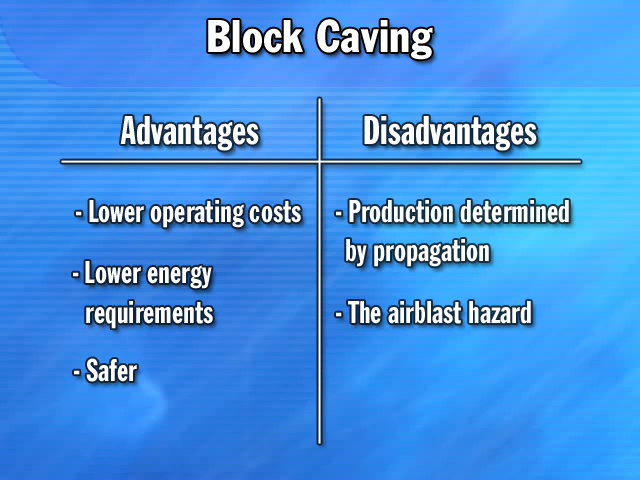 Block Caving
Advantages
Disadvantages
- Lower operating costs
- Lower energy
requirements
- Safer
- Production determined
by propagation
- The airblast hazard